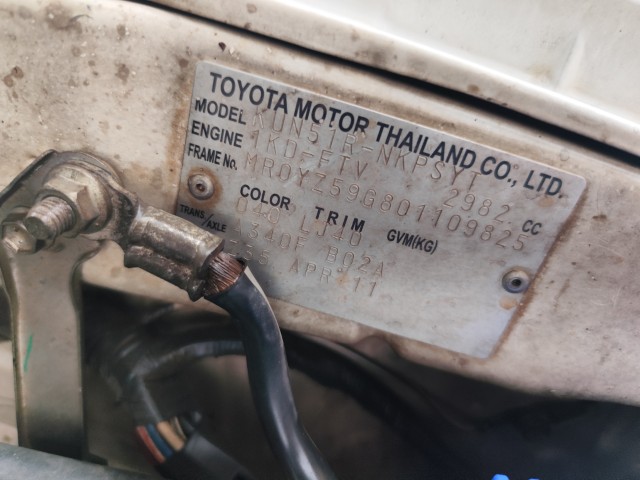 TOYOTA MOTOR THAILAND CO., LTD.
MODEL KUN51R-NKPSYT
ENGINE 1KD-FTV 2982 CC
FRAME No. MR0YZ59G801109825
COLOR TRIM GVM(KG)
040 LJ40
TRANS./AXLE A340F B02A
APR 11